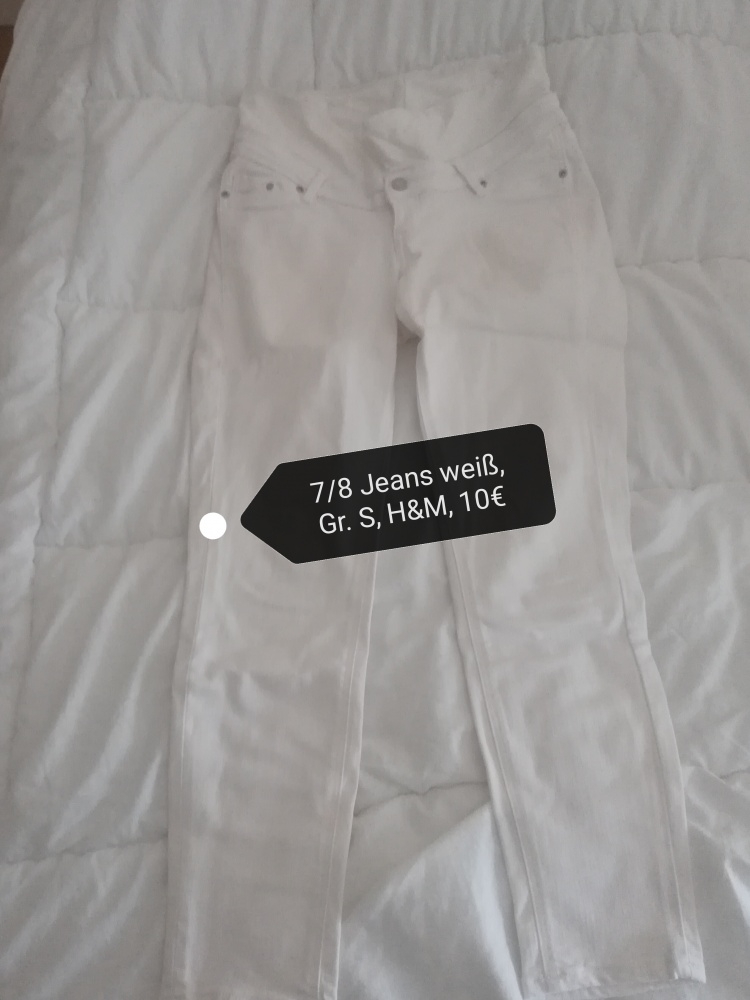 7/8 Jeans weiß,
Gr. S, H&M, 10€